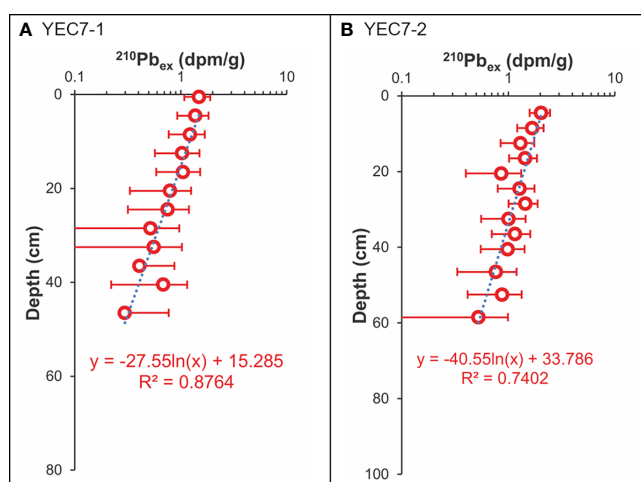 A YEC7-1
²¹⁰Pbₑₓ (dpm/g)
0.1 1 10
0
20
40
60
80
Depth (cm)
y = -27.55ln(x) + 15.285
R² = 0.8764
B YEC7-2
²¹⁰Pbₑₓ (dpm/g)
0.1 1 10
0
20
40
60
80
100
Depth (cm)
y = -40.55ln(x) + 33.786
R² = 0.7402